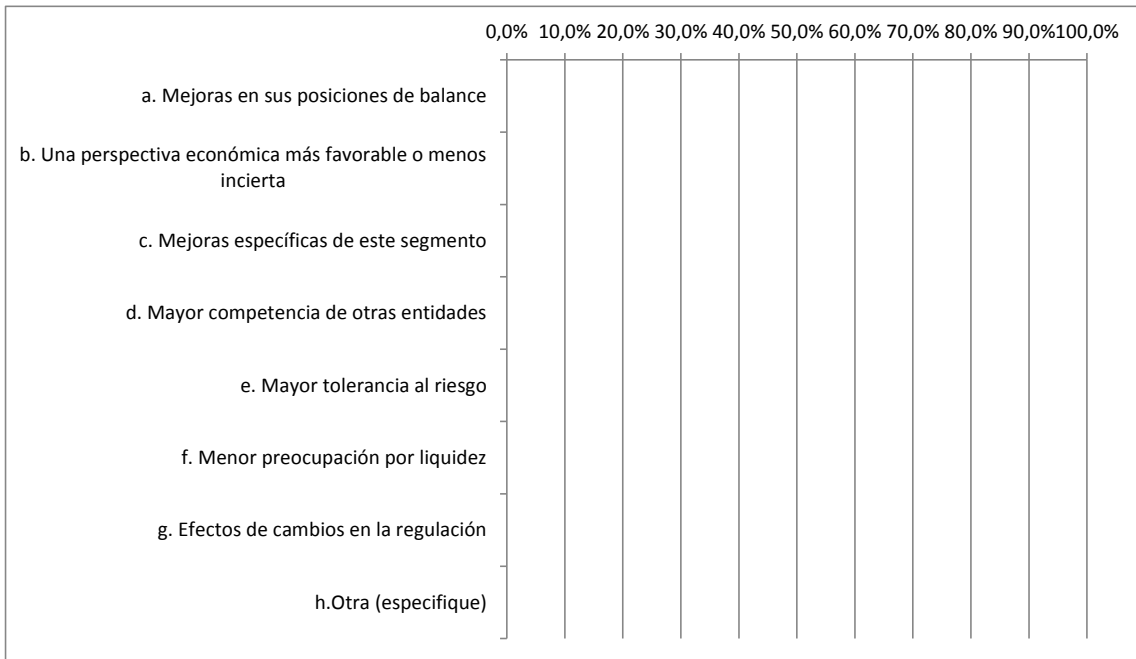 0,0% 10,0% 20,0% 30,0% 40,0% 50,0% 60,0% 70,0% 80,0% 90,0% 100,0%
a. Mejoras en sus posiciones de balance
b. Una perspectiva económica más favorable o menos
incierta
c. Mejoras específicas de este segmento
d. Mayor competencia de otras entidades
e. Mayor tolerancia al riesgo
f. Menor preocupación por liquidez
g. Efectos de cambios en la regulación
h.Otra (especifique)